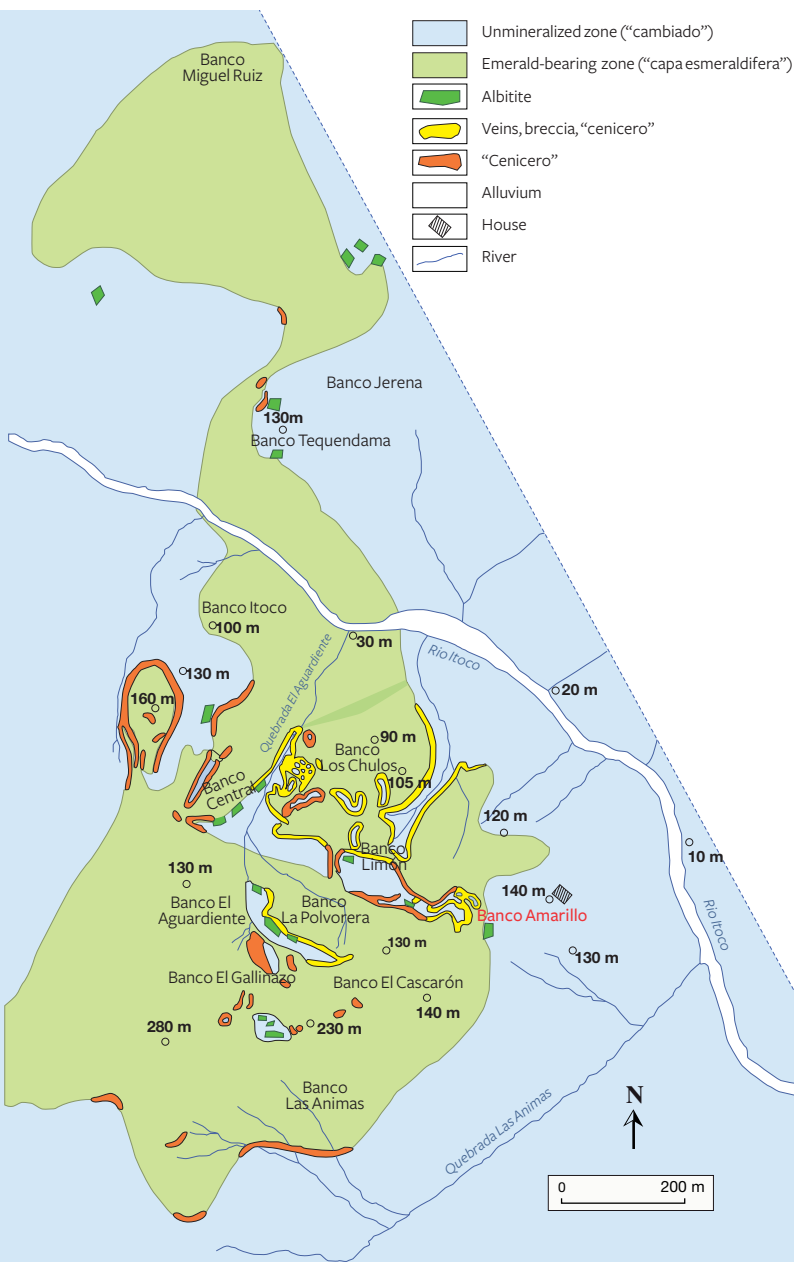 Unmineralized zone (“cambiado”)
Emerald-bearing zone (“capa esmeraldifera”)
Albitite
Veins, breccia, “cenicero”
“Cenicero”
Alluvium
House
River
Banco
Miguel Ruiz
Banco Jerena
130m
Banco Tequendama
Banco Itoco
100 m
30 m
Rio Itoco
Quebrada El Aguardiente
130 m
20 m
160 m
90 m
Banco
Los Chulos
105 m
Banco
Central
120 m
10 m
Banco
Limón
130 m
140 m
Banco El
Aguardiente
Banco
La Polvorera
Banco Amarillo
Rio Itoco
130 m
130 m
Banco El Gallinazo
Banco El Cascarón
140 m
280 m
230 m
Banco
Las Animas
Quebrada Las Animas
N
0
200 m